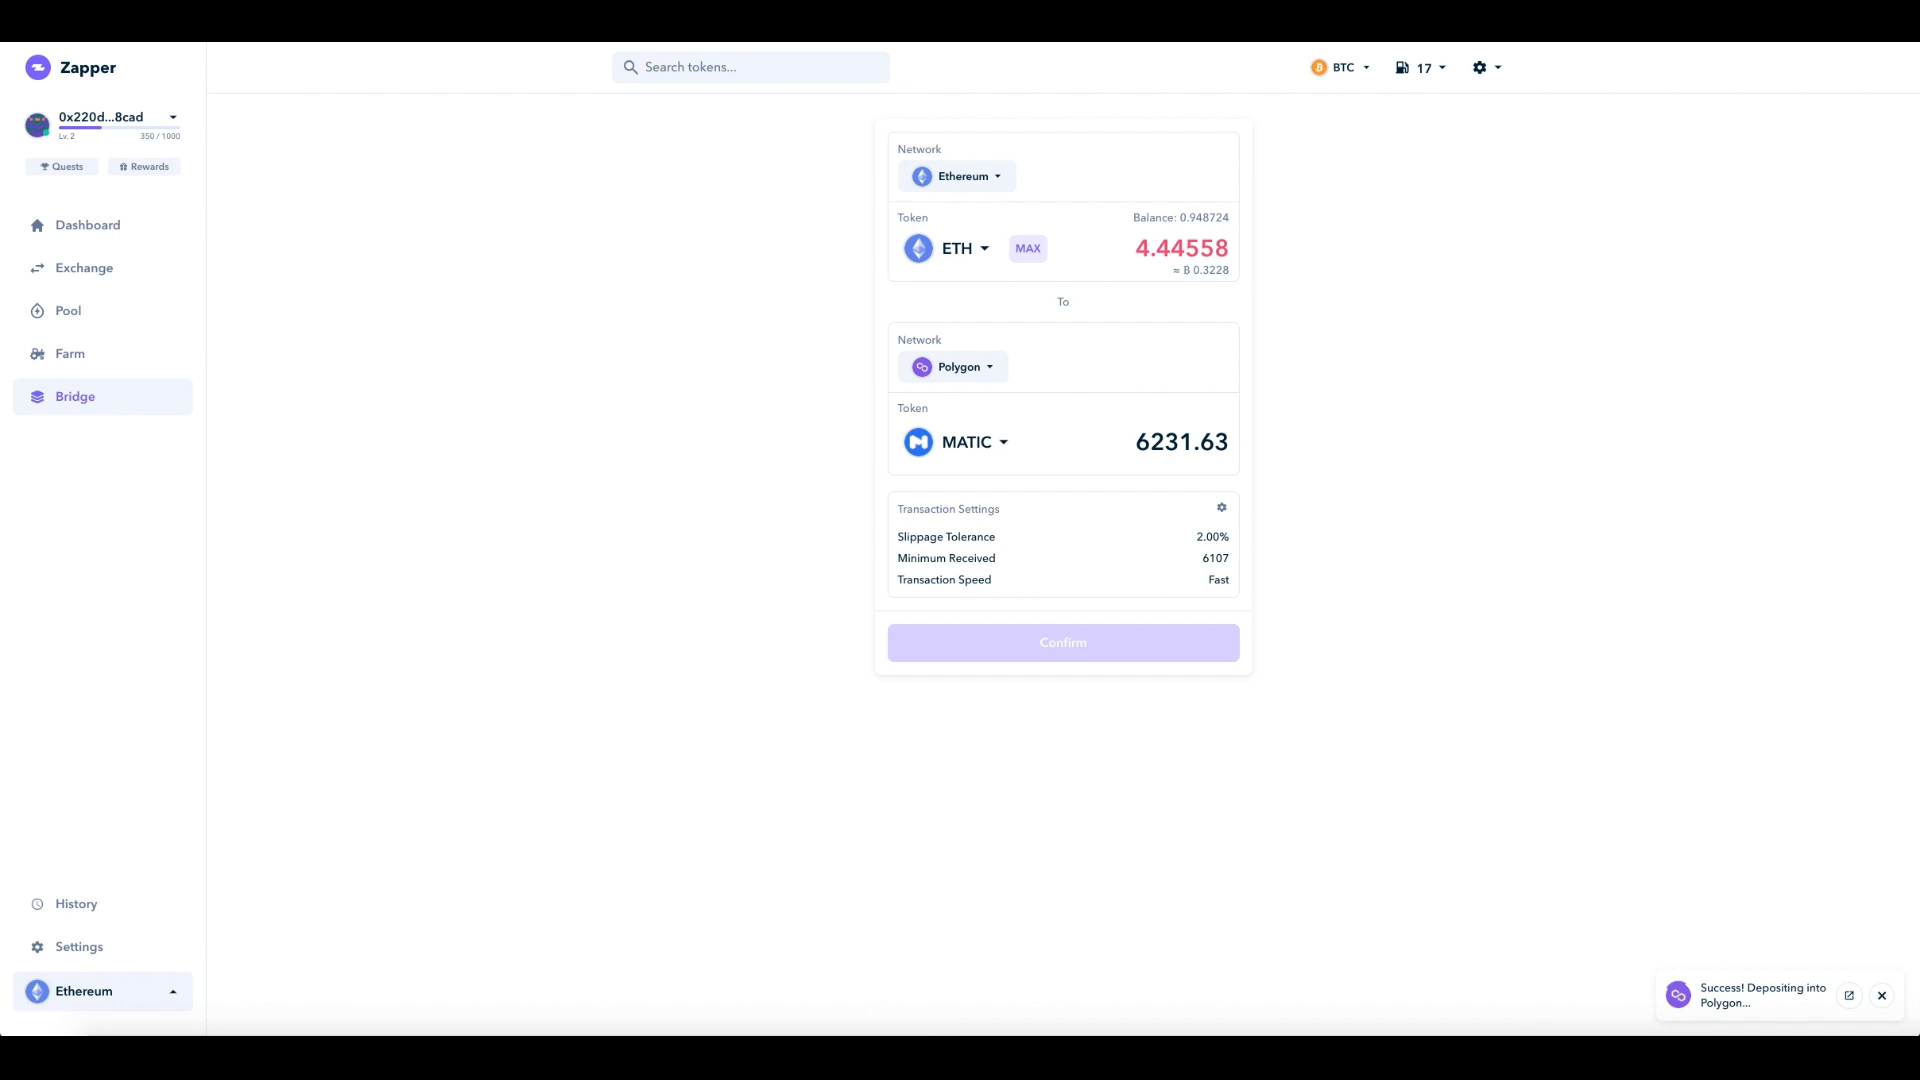 Zapper
Search tokens...
BTC
17
0x220d...8cad
Lv. 2
350 / 1000
Quests
Rewards
Dashboard
Exchange
Pool
Farm
Bridge
Network
Ethereum
Token
Balance: 0.948724
ETH
MAX
4.44558
≈ ₿ 0.3228
To
Network
Polygon
Token
MATIC
6231.63
Transaction Settings
Slippage Tolerance
2.00%
Minimum Received
6107
Transaction Speed
Fast
Confirm
History
Settings
Ethereum
Success! Depositing into
Polygon...